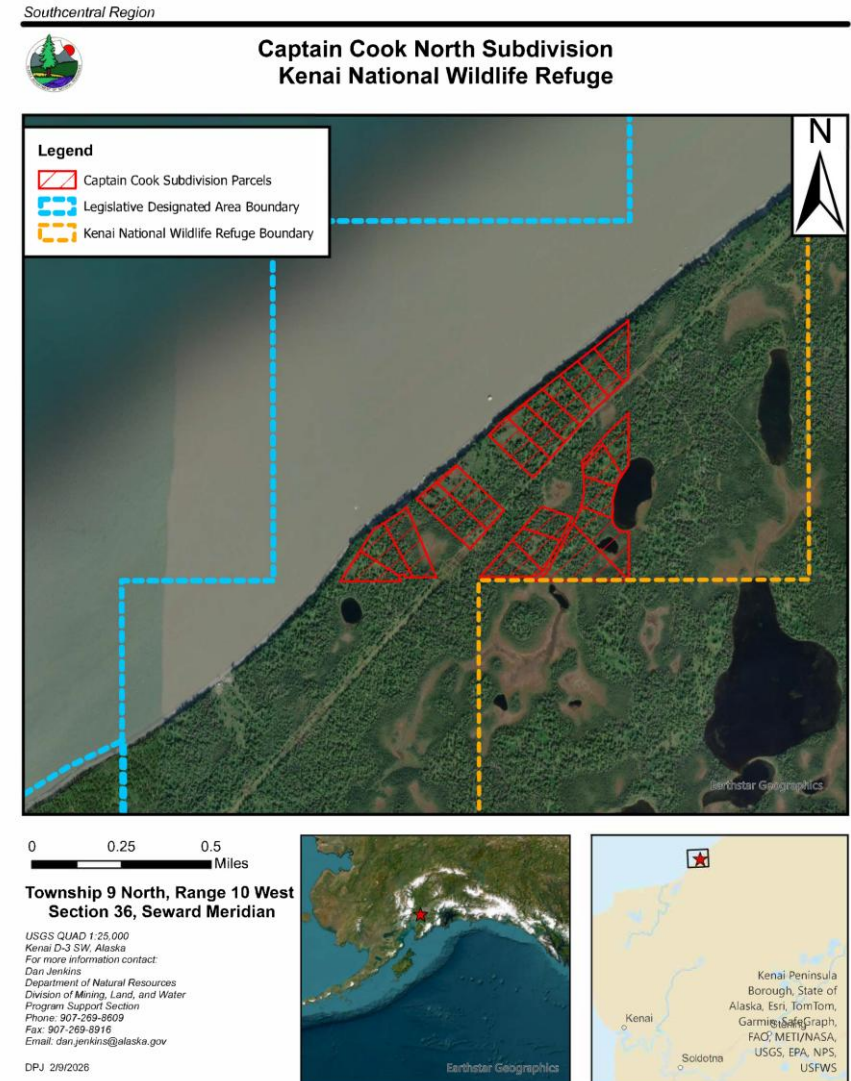 Southcentral Region
Captain Cook North Subdivision
Kenai National Wildlife Refuge
Legend
Captain Cook Subdivision Parcels
Legislative Designated Area Boundary
Kenai National Wildlife Refuge Boundary
N
Earthstar Geographics
0 0.25 0.5
Miles
Township 9 North, Range 10 West
Section 36, Seward Meridian
USGS QUAD 1:25,000
Kenai D-3 SW, Alaska
For more information contact:
Dan Jenkins
Department of Natural Resources
Division of Mining, Land, and Water
Program Support Section
Phone: 907-269-8609
Fax: 907-269-8916
Email: dan.jenkins@alaska.gov
DPJ 2/9/2026
Earthstar Geographics
Kenai
Sterling
Soldotna
Kenai Peninsula
Borough, State of
Alaska, Esri, TomTom,
Garmin, SafeGraph,
FAO, METI/NASA,
USGS, EPA, NPS,
USFWS